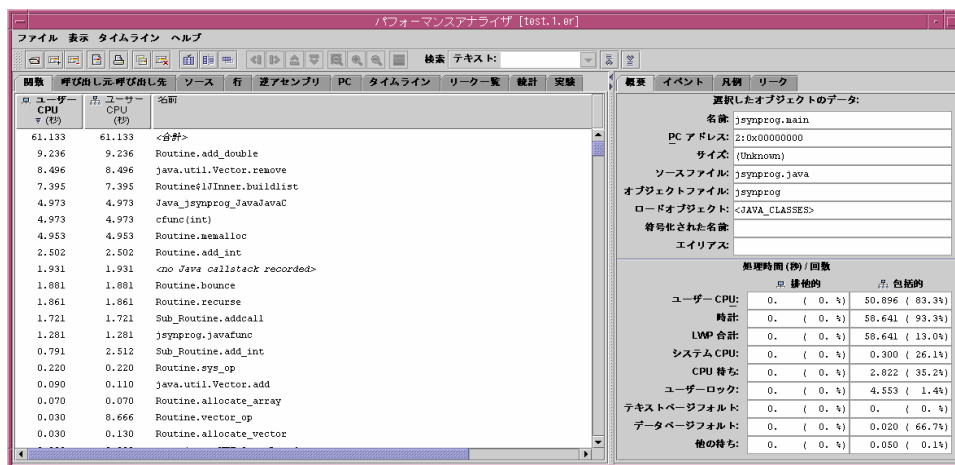 パフォーマンスアナライザ [test.1.er]
ファイル 表示 タイムライン ヘルプ
検索 テキスト:
関数 呼び出し元-呼び出し先 ソース 行 逆アセンブリ PC タイムライン リーク一覧 統計 実験
ユーザー CPU (秒) ユーザー CPU (秒) 名前
61.133 61.133 <合計>
9.236 9.236 Routine.add_double
8.496 8.496 java.util.Vector.remove
7.395 7.395 Routine$1JInner.buildlist
4.973 4.973 Java_jsynprog_JavaJavaC
4.973 4.973 cfunc(int)
4.953 4.953 Routine.memalloc
2.502 2.502 Routine.add_int
1.931 1.931 <no Java callstack recorded>
1.881 1.881 Routine.bounce
1.861 1.861 Routine.recurse
1.721 1.721 Sub_Routine.addcall
1.281 1.281 jsynprog.javafunc
0.791 2.512 Sub_Routine.add_int
0.220 0.220 Routine.sys_op
0.090 0.110 java.util.Vector.add
0.070 0.070 Routine.allocate_array
0.030 8.666 Routine.vector_op
0.030 0.130 Routine.allocate_vector
概要 イベント 凡例 リーク
選択したオブジェクトのデータ:
名前: jsynprog.main
PC アドレス: 2:0x00000000
サイズ: (Unknown)
ソースファイル: jsynprog.java
オブジェクトファイル: jsynprog
ロードオブジェクト: <JAVA_CLASSES>
符号化された名前:
エイリアス:
処理時間 (秒) / 回数
排他的 包括的
ユーザー CPU: 0. ( 0. %) 50.896 ( 83.3%)
時計: 0. ( 0. %) 58.641 ( 93.3%)
LWP 合計: 0. ( 0. %) 58.641 ( 13.0%)
システム CPU: 0. ( 0. %) 0.300 ( 26.1%)
CPU 待ち: 0. ( 0. %) 2.822 ( 35.2%)
ユーザーロック: 0. ( 0. %) 4.553 ( 1.4%)
テキストページフォルト: 0. ( 0. %) 0. ( 0. %)
データページフォルト: 0. ( 0. %) 0.020 ( 66.7%)
他の待ち: 0. ( 0. %) 0.050 ( 0.1%)